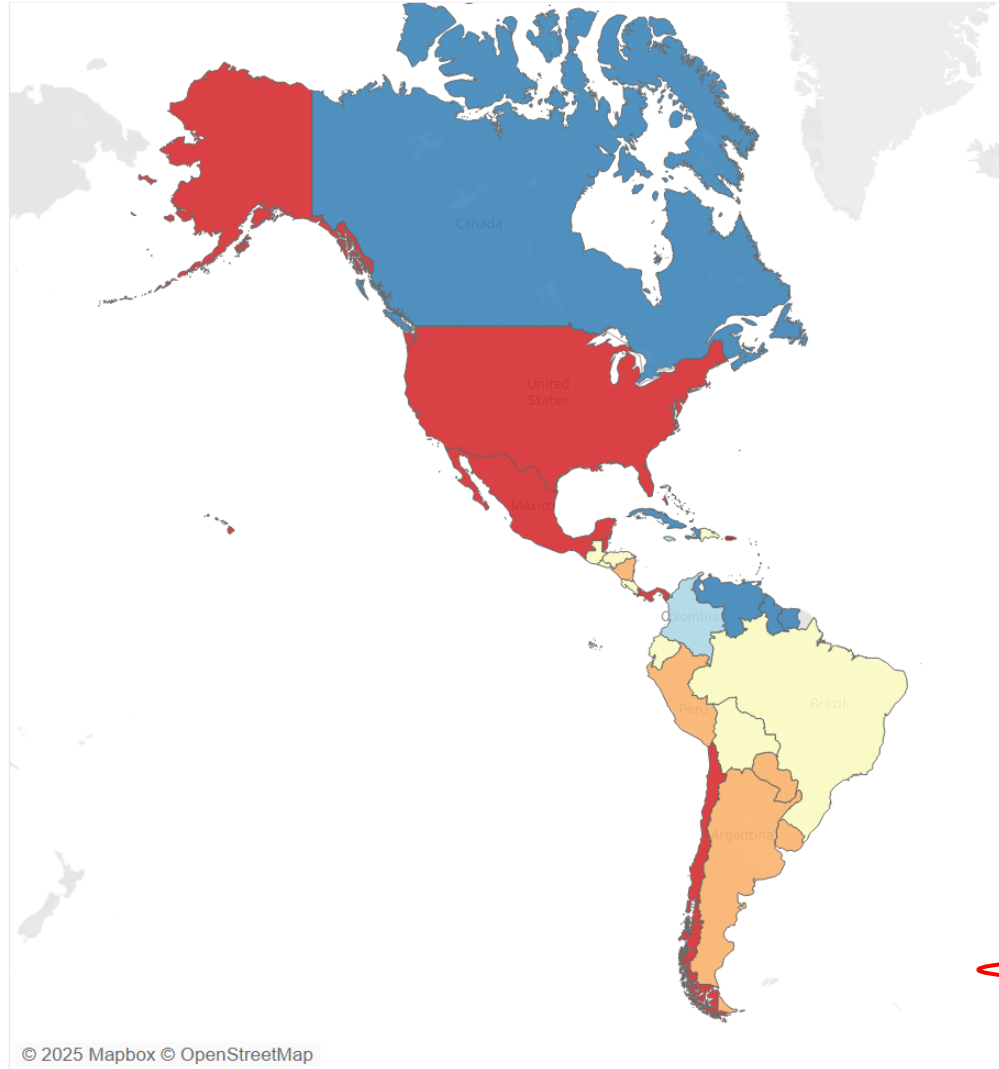 Canada
United
States
Mexico
Colombia
Peru
Brazil
Argentina
© 2025 Mapbox © OpenStreetMap